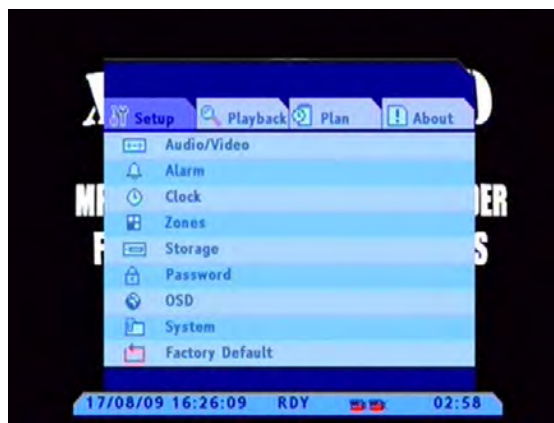 Setup Playback Plan About
Audio/Video
Alarm
Clock
Zones
Storage
Password
OSD
System
Factory Default
17/08/09 16:26:09 RDY 02:58